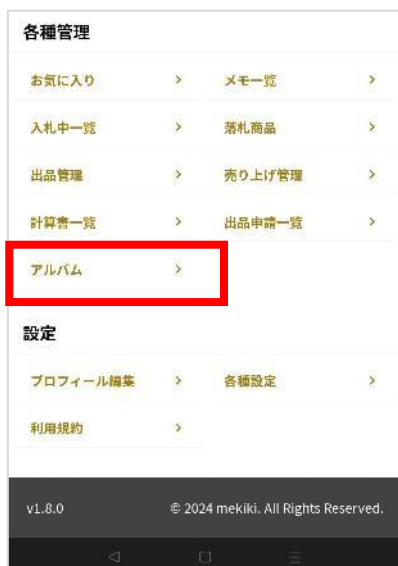 各種管理
お気に入り > メモ一覧 >
入札中一覧 > 落札商品 >
出品管理 > 売り上げ管理 >
計算書一覧 > 出品申請一覧 >
アルバム >
設定
プロフィール編集 > 各種設定 >
利用規約 >
v1.8.0 © 2024 mekiki. All Rights Reserved.